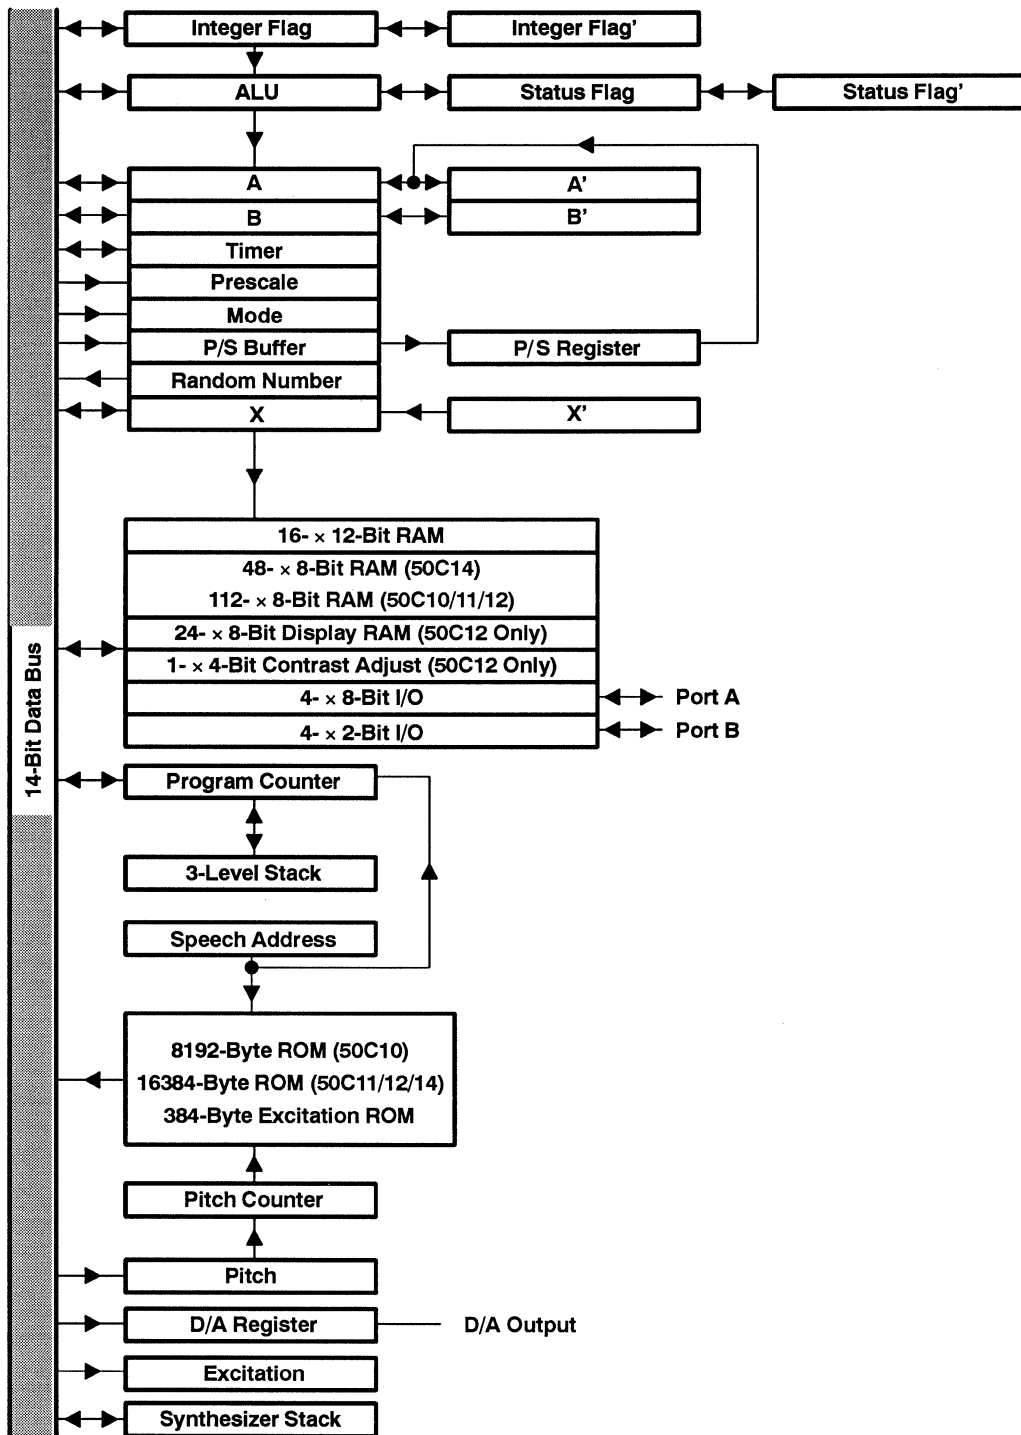 Integer Flag
Integer Flag'
ALU
Status Flag
Status Flag'
A
A'
B
B'
Timer
Prescale
Mode
P/S Buffer
P/S Register
Random Number
X
X'
16- × 12-Bit RAM
48- × 8-Bit RAM (50C14)
112- × 8-Bit RAM (50C10/11/12)
24- × 8-Bit Display RAM (50C12 Only)
1- × 4-Bit Contrast Adjust (50C12 Only)
4- × 8-Bit I/O
Port A
4- × 2-Bit I/O
Port B
14-Bit Data Bus
Program Counter
3-Level Stack
Speech Address
8192-Byte ROM (50C10)
16384-Byte ROM (50C11/12/14)
384-Byte Excitation ROM
Pitch Counter
Pitch
D/A Register
D/A Output
Excitation
Synthesizer Stack